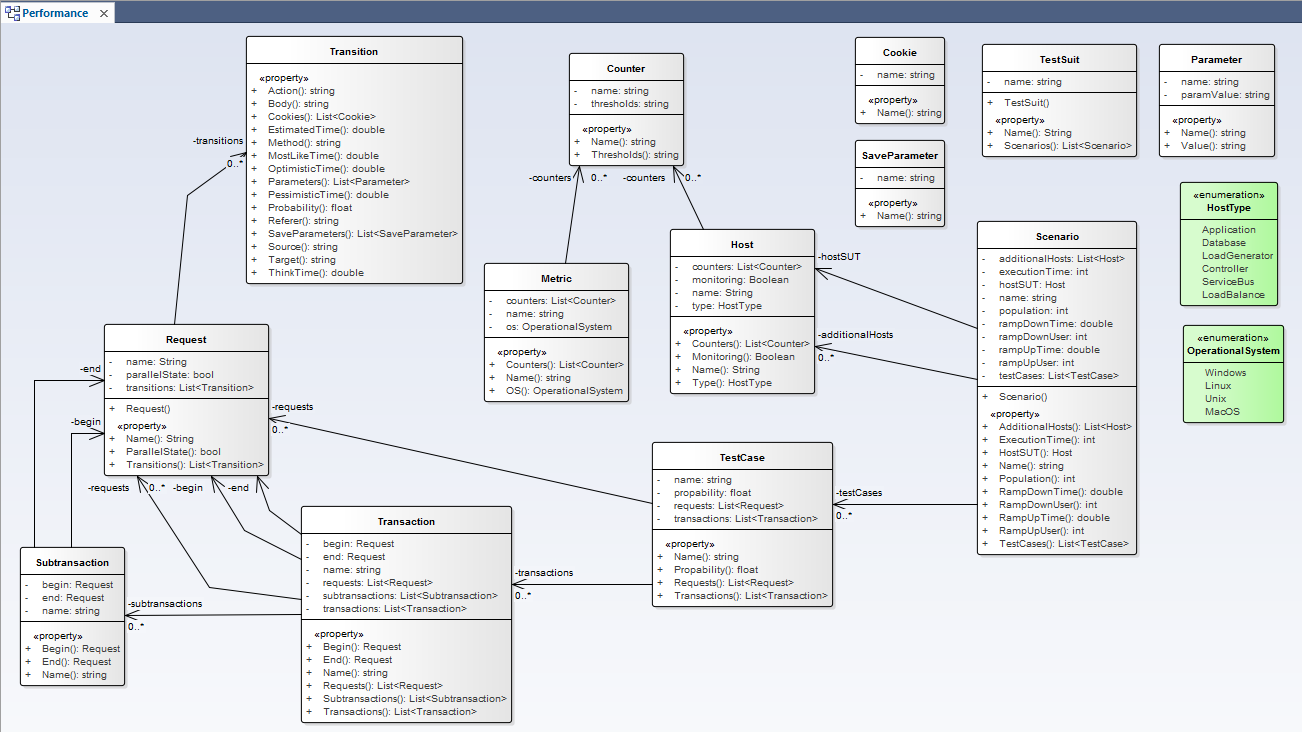 Performance
Transition
«property»
+ Action(): string
+ Body(): string
+ Cookies(): List<Cookie>
+ EstimatedTime(): double
+ Method(): string
+ MostLikeTime(): double
+ OptimisticTime(): double
+ Parameters(): List<Parameter>
+ PessimisticTime(): double
+ Probability(): float
+ Referer(): string
+ SaveParameters(): List<SaveParameter>
+ Source(): string
+ Target(): string
+ ThinkTime(): double
-transitions
0..*
Counter
- name: string
- thresholds: string
«property»
+ Name(): string
+ Thresholds(): string
-counters
0..*
-counters
0..*
Cookie
- name: string
«property»
+ Name(): string
SaveParameter
- name: string
«property»
+ Name(): string
TestSuit
- name: string
+ TestSuit()
«property»
+ Name(): String
+ Scenarios(): List<Scenario>
Parameter
- name: string
- paramValue: string
«property»
+ Name(): string
+ Value(): string
«enumeration»
HostType
Application
Database
LoadGenerator
Controller
ServiceBus
LoadBalance
«enumeration»
OperationalSystem
Windows
Linux
Unix
MacOS
Metric
- counters: List<Counter>
- name: string
- os: OperationalSystem
«property»
+ Counters(): List<Counter>
+ Name(): string
+ OS(): OperationalSystem
Host
- counters: List<Counter>
- monitoring: Boolean
- name: String
- type: HostType
«property»
+ Counters(): List<Counter>
+ Monitoring(): Boolean
+ Name(): String
+ Type(): HostType
-hostSUT
-additionalHosts
0..*
Scenario
- additionalHosts: List<Host>
- executionTime: int
- hostSUT: Host
- name: string
- population: int
- rampDownTime: double
- rampDownUser: int
- rampUpTime: double
- rampUpUser: int
- testCases: List<TestCase>
+ Scenario()
«property»
+ AdditionalHosts(): List<Host>
+ ExecutionTime(): int
+ HostSUT(): Host
+ Name(): string
+ Population(): int
+ RampDownTime(): double
+ RampDownUser(): int
+ RampUpTime(): double
+ RampUpUser(): int
+ TestCases(): List<TestCase>
Request
- name: String
- parallelState: bool
- transitions: List<Transition>
+ Request()
«property»
+ Name(): String
+ ParallelState(): bool
+ Transitions(): List<Transition>
-end
-begin
-requests
0..*
-requests
0..*
-begin
-end
TestCase
- name: string
- propability: float
- requests: List<Request>
- transactions: List<Transaction>
«property»
+ Name(): string
+ Propability(): float
+ Requests(): List<Request>
+ Transactions(): List<Transaction>
-testCases
0..*
Transaction
- begin: Request
- end: Request
- name: string
- requests: List<Request>
- subtransactions: List<Subtransaction>
- transactions: List<Transaction>
«property»
+ Begin(): Request
+ End(): Request
+ Name(): string
+ Requests(): List<Request>
+ Subtransactions(): List<Subtransaction>
+ Transactions(): List<Transaction>
-transactions
0..*
Subtransaction
- begin: Request
- end: Request
- name: string
«property»
+ Begin(): Request
+ End(): Request
+ Name(): string
-subtransactions
0..*